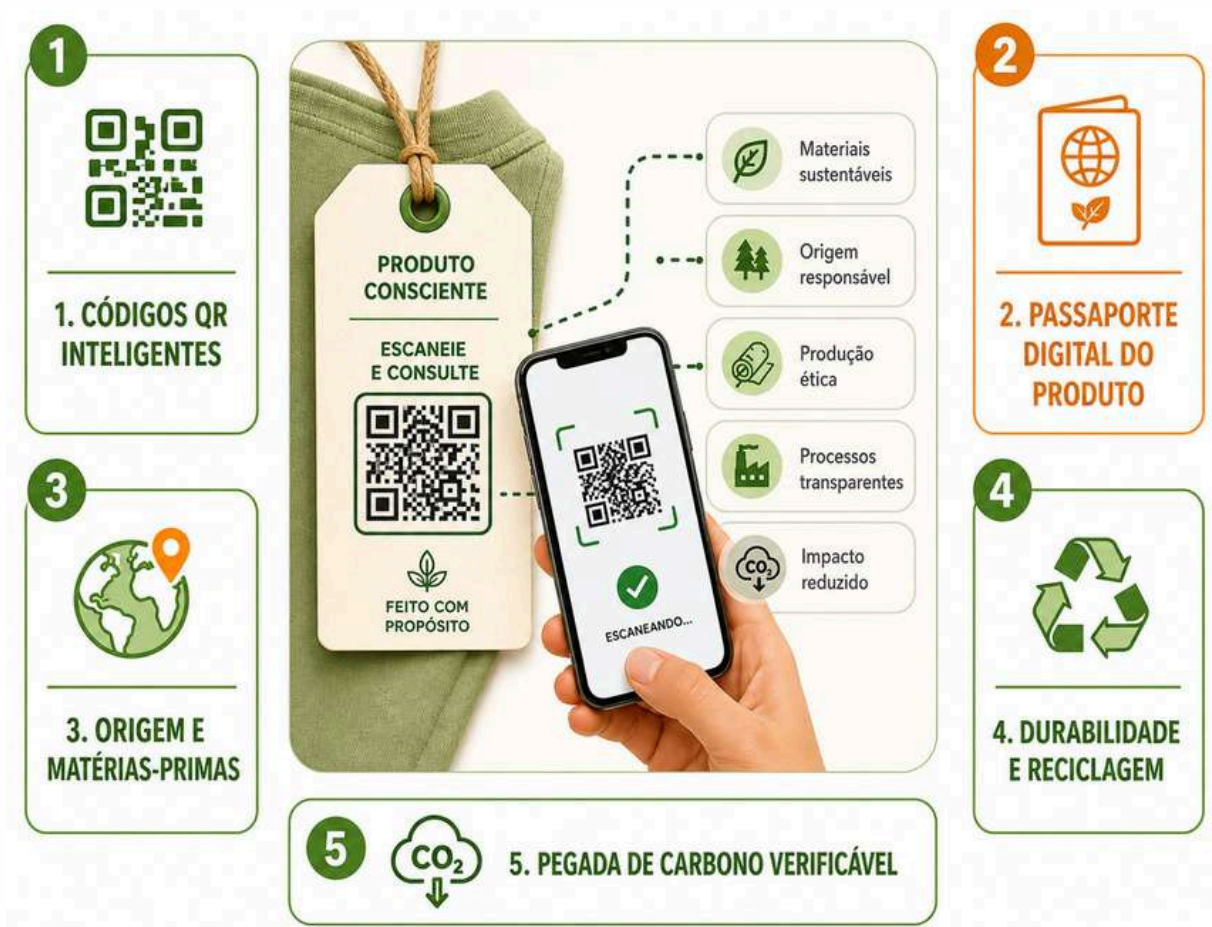 1
1. CÓDIGOS QR
INTELIGENTES
PRODUTO
CONSCIENTE
ESCANEIE
E CONSULTE
FEITO COM
PROPÓSITO
ESCANEANDO...
Materiais
sustentáveis
Origem
responsável
Produção
ética
Processos
transparentes
CO₂
Impacto
reduzido
2
2. PASSAPORTE
DIGITAL DO
PRODUTO
3
3. ORIGEM E
MATÉRIAS-PRIMAS
4
4. DURABILIDADE
E RECICLAGEM
5
CO₂
5. PEGADA DE CARBONO VERIFICÁVEL